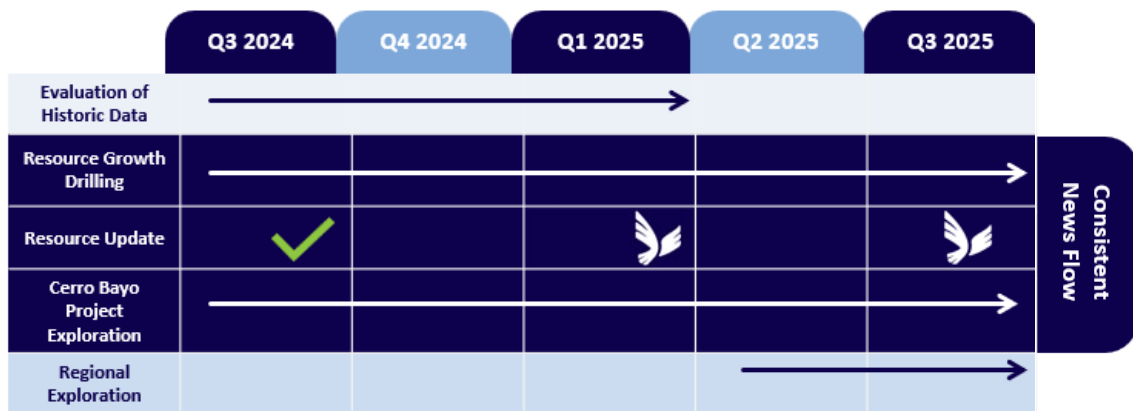 Q3 2024
Q4 2024
Q1 2025
Q2 2025
Q3 2025
Evaluation of
Historic Data
Resource Growth
Drilling
Resource Update
Cerro Bayo
Project
Exploration
Regional
Exploration
Consistent
News Flow